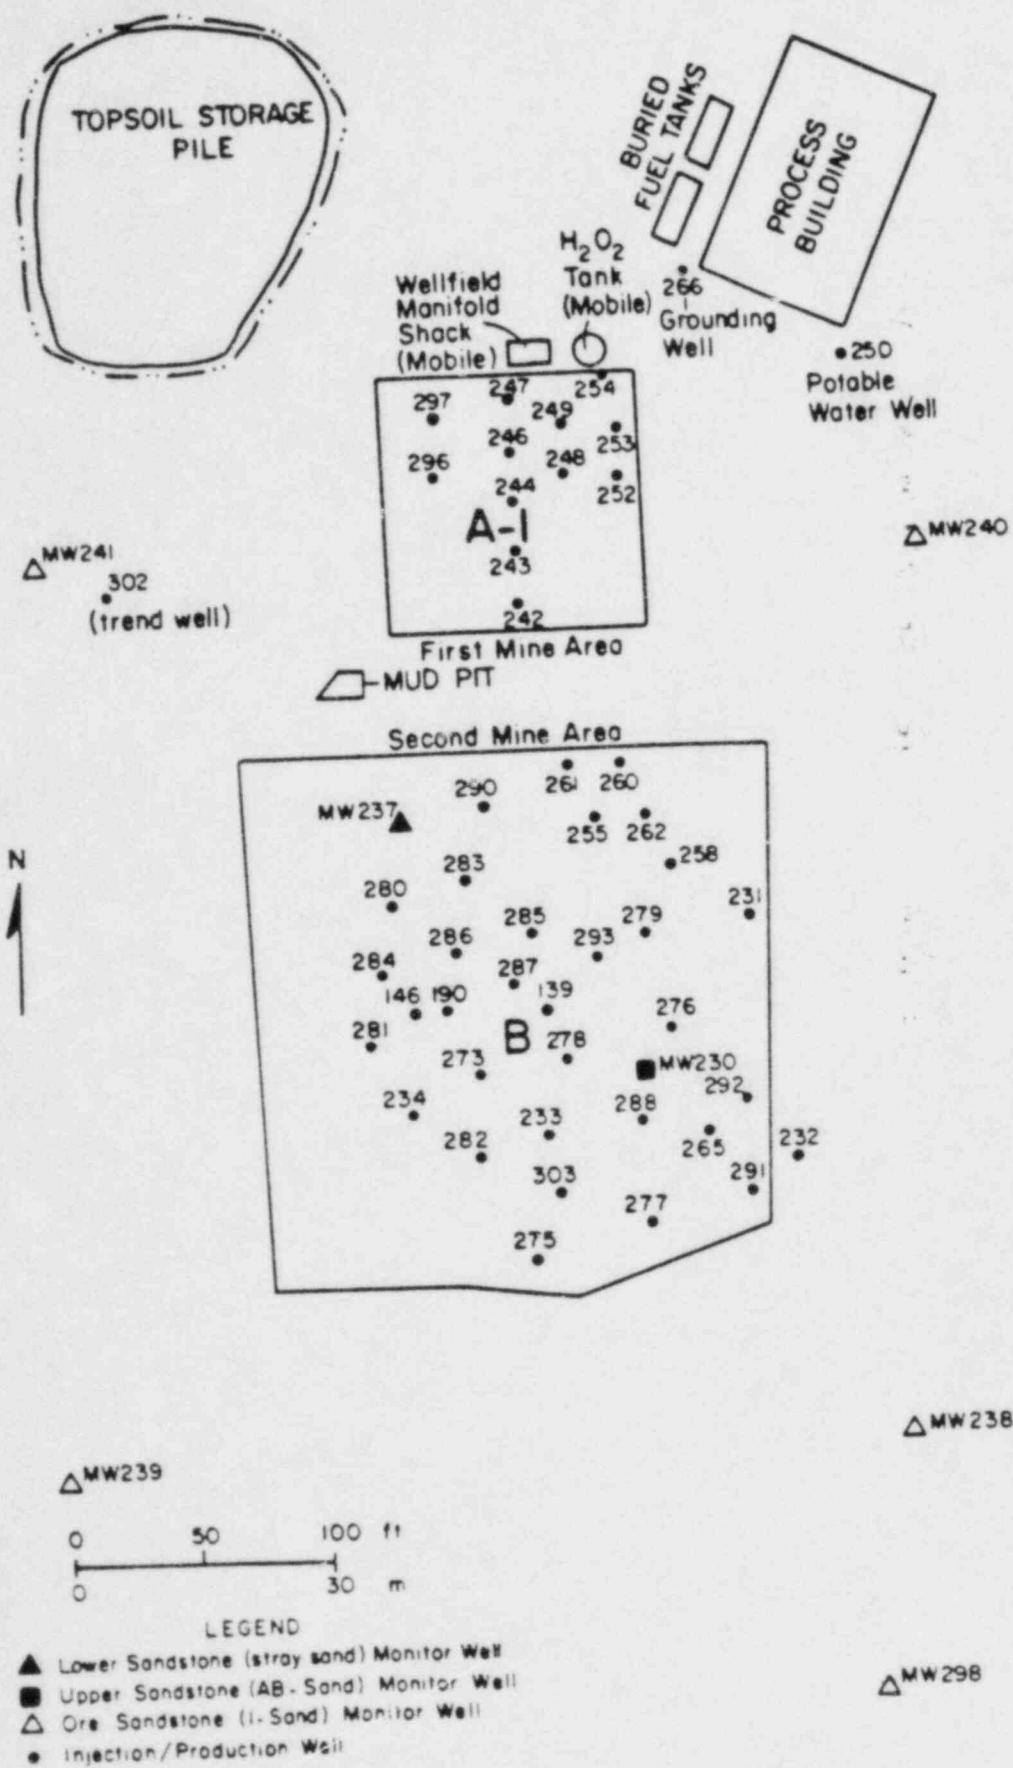 TOPSOIL STORAGE
PILE
BURIED
FUEL TANKS
PROCESS
BUILDING
H2O2
Tank
(Mobile)
Wellfield
Manifold
Shack
(Mobile)
266
Grounding
Well
250
Potable
Water Well
254
247
297
249
253
246
248
296
252
244
A-1
243
242
MW240
MW241
302
(trend well)
First Mine Area
MUD PIT
Second Mine Area
261
260
290
MW237
255
262
258
283
280
231
N
285
279
286
293
284
287
146
190
139
276
281
B
278
273
MW230
292
234
288
233
265
282
232
303
291
277
275
MW238
MW239
0 50 100 ft
0 30 m
LEGEND
Lower Sandstone (stray sand) Monitor Well
Upper Sandstone (AB-Sand) Monitor Well
Ore Sandstone (I-Sand) Monitor Well
Injection/Production Well
MW298